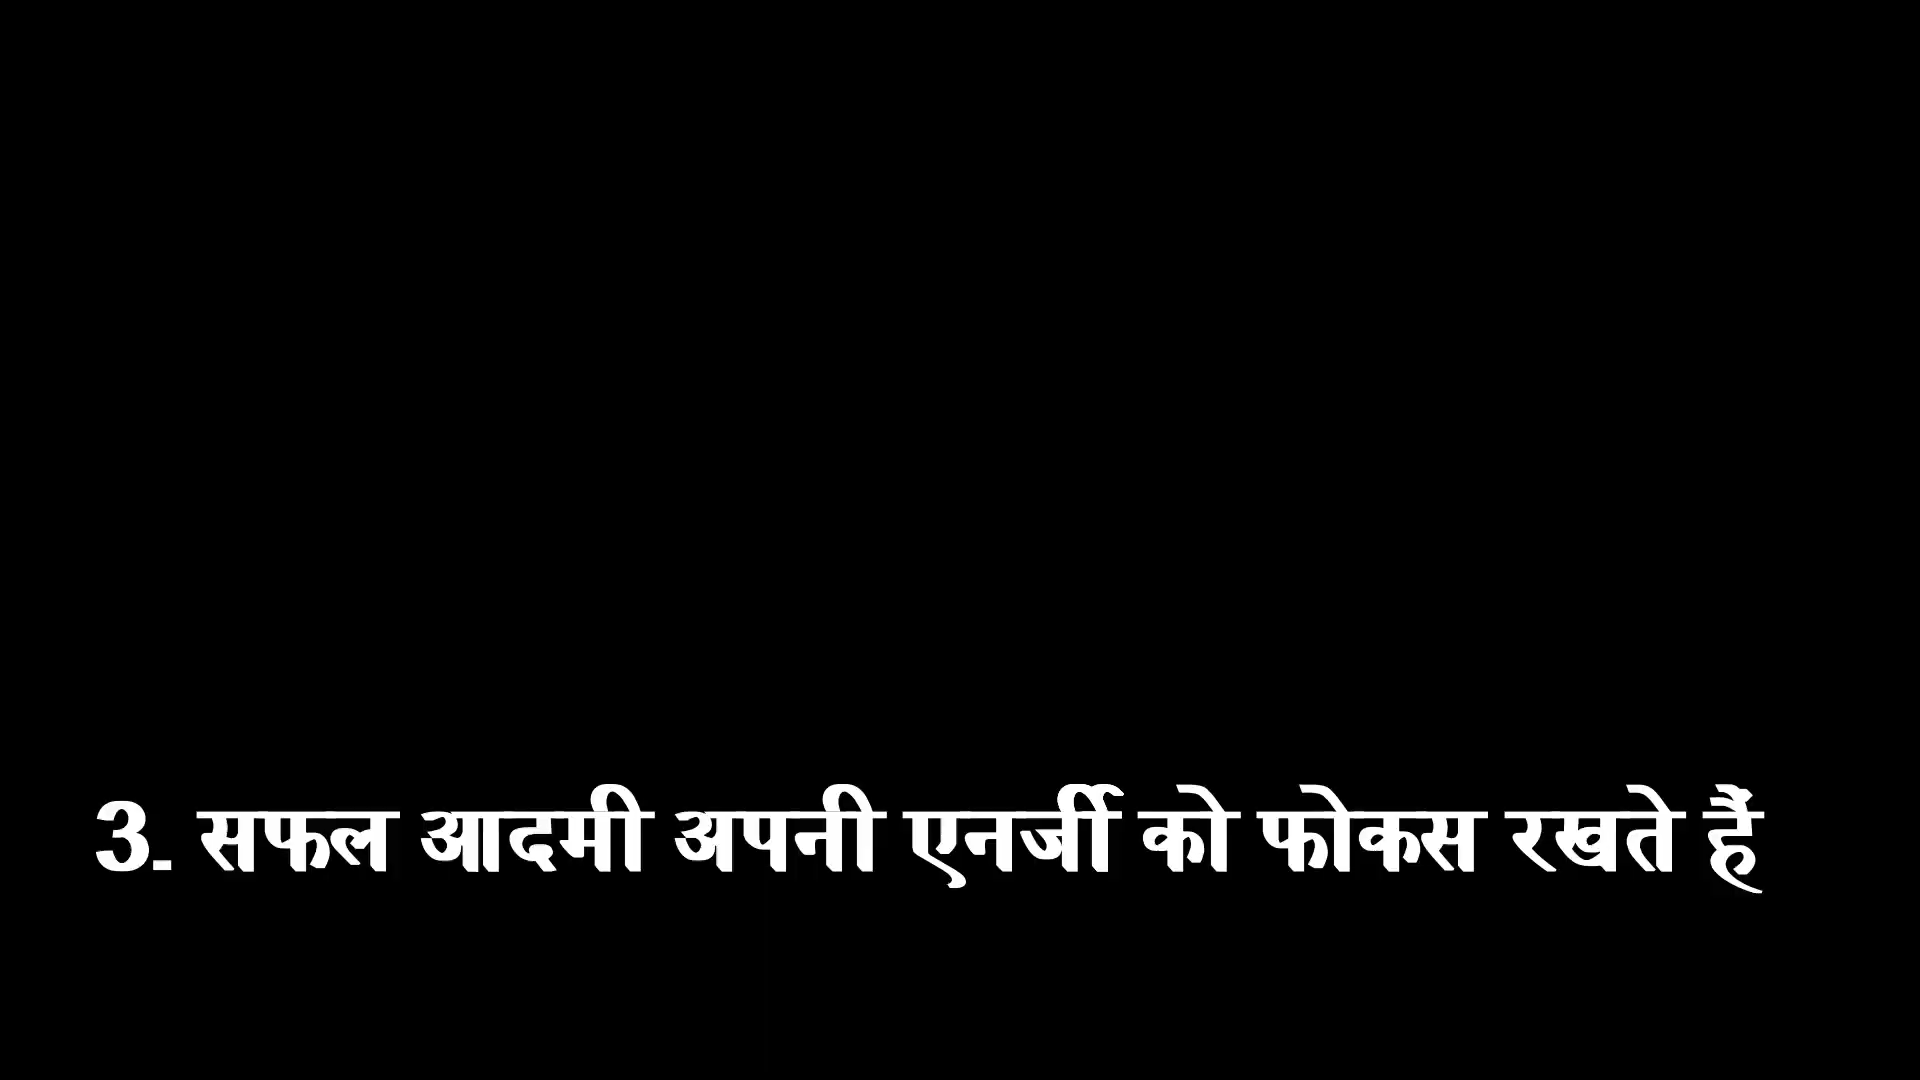 3. सफल आदमी अपनी एनर्जी को फोकस रखते हैं